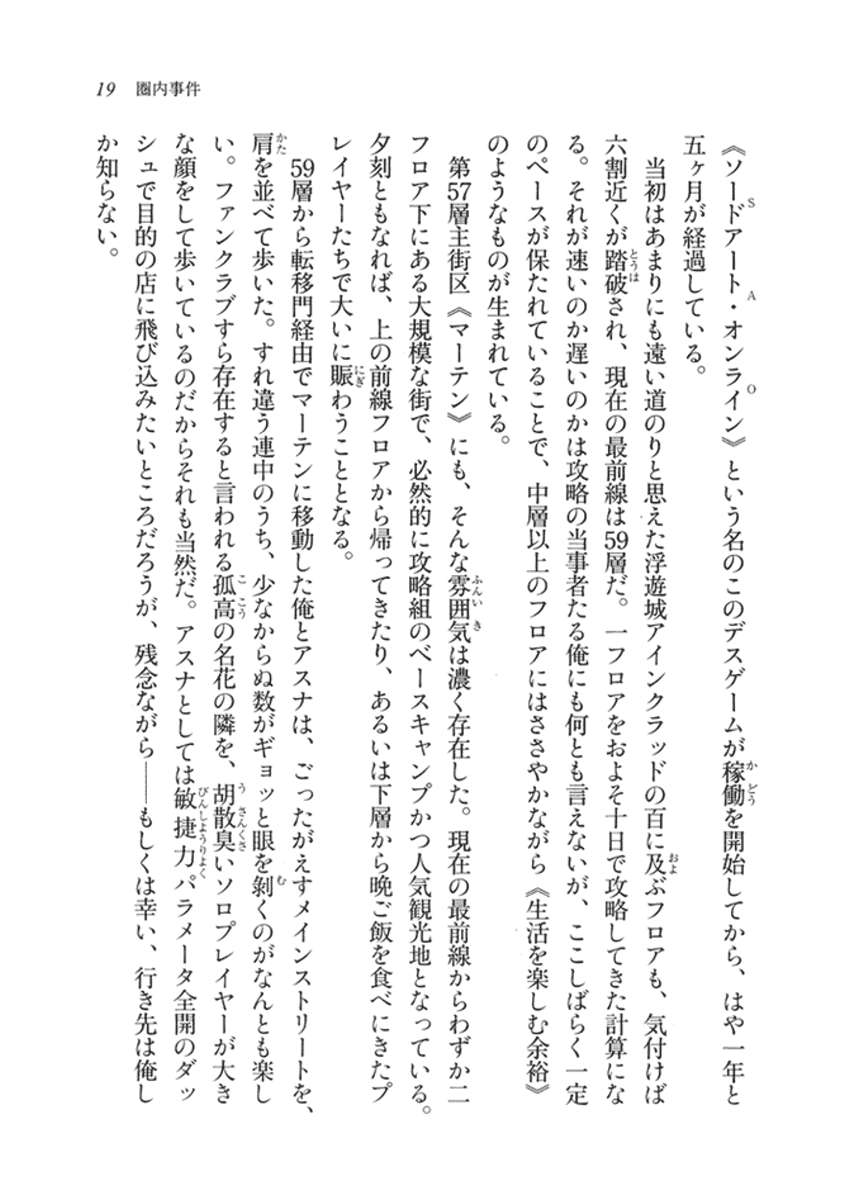 19 圏内事件
《ソードアート・オンライン》という名のこのデスゲームが稼働を開始してから、はや一年と
五ヶ月が経過している。
当初はあまりにも遠い道のりと思えた浮遊城アインクラッドの百に及ぶフロアも、気付けば
六割近くが踏破され、現在の最前線は59層だ。一フロアをおよそ十日で攻略してきた計算にな
る。それが速いのか遅いのかは攻略の当事者たる俺にも何とも言えないが、ここしばらく一定
のペースが保たれていることで、中層以上のフロアにはささやかながら《生活を楽しむ余裕》
のようなものが生まれている。
第57層主街区《マーテン》にも、そんな雰囲気は濃く存在した。現在の最前線からわずか二
フロア下にある大規模な街で、必然的に攻略組のベースキャンプかつ人気観光地となっている。
夕刻ともなれば、上の前線フロアから帰ってきたり、あるいは下層から晩ご飯を食べにきたプ
レイヤーたちで大いに賑わうこととなる。
59層から転移門経由でマーテンに移動した俺とアスナは、ごったがえすメインストリートを、
肩を並べて歩いた。すれ違う連中のうち、少なからぬ数がギョッと眼を剝くのがなんとも楽し
い。ファンクラブすら存在すると言われる孤高の名花の隣を、胡散臭いソロプレイヤーが大き
な顔をして歩いているのだからそれも当然だ。アスナとしては敏捷力パラメータ全開のダッ
シュで目的の店に飛び込みたいところだろうが、残念ながら――もしくは幸い、行き先は俺し
か知らない。